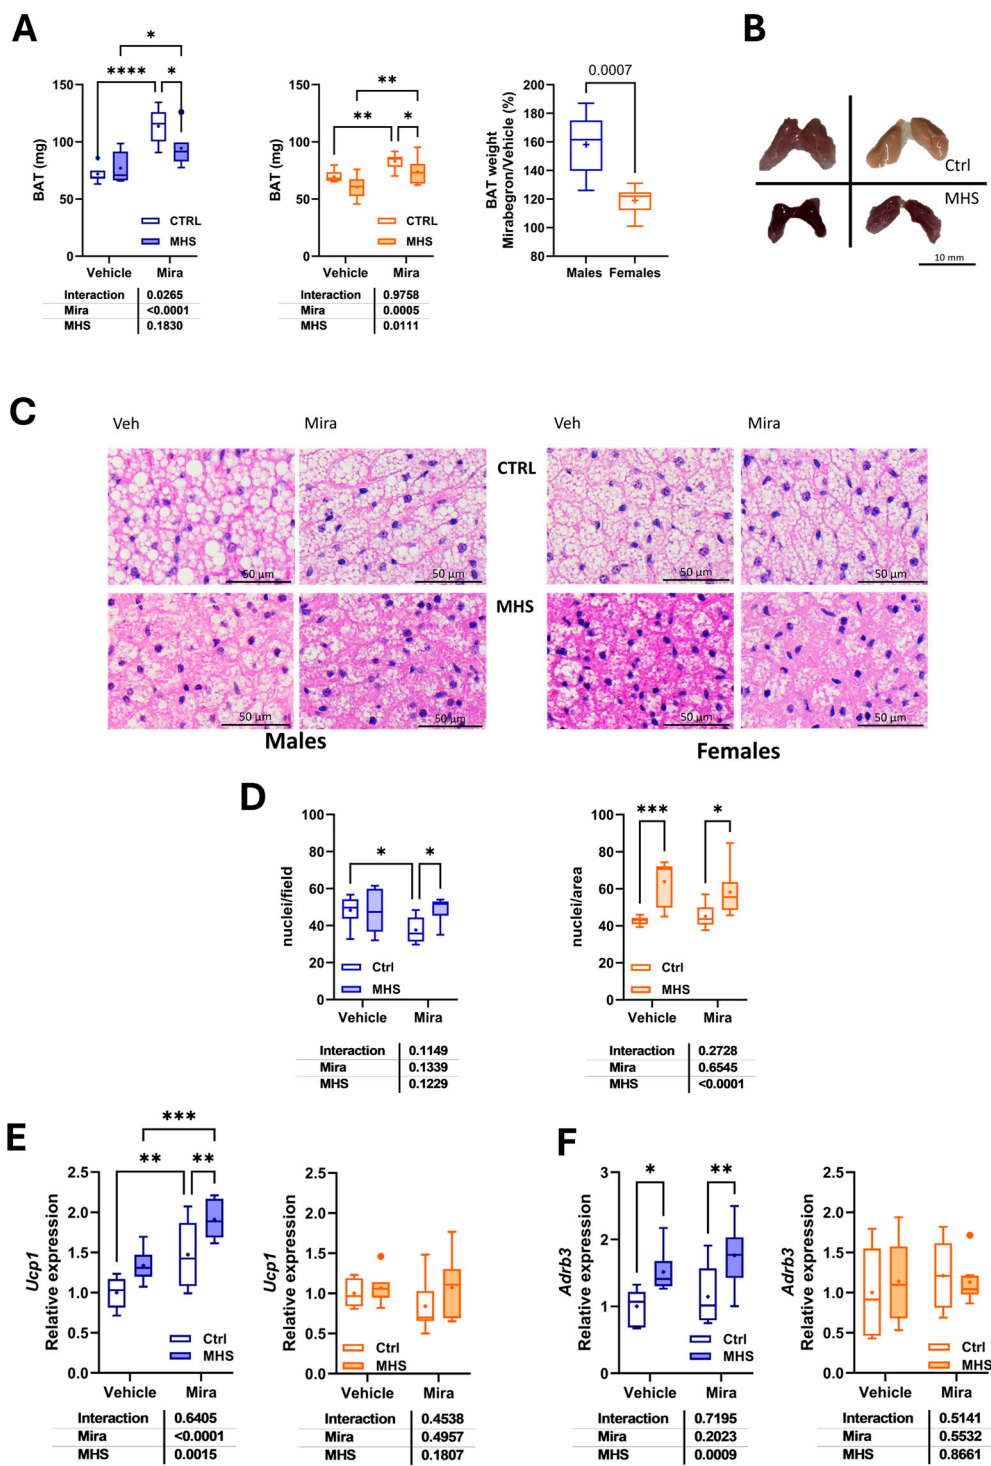 A
B
*
**** *
150
100
50
0
BAT (mg)
CTRL
MHS
Vehicle Mira
Interaction 0.0265
Mira <0.0001
MHS 0.1830
**
** *
150
100
50
0
BAT (mg)
CTRL
MHS
Vehicle Mira
Interaction 0.9758
Mira 0.0005
MHS 0.0111
0.0007
200
180
160
140
120
100
80
BAT weight
Mirabegron/Vehicle (%)
Males Females
Ctrl
MHS
10 mm
C
Veh Mira Veh Mira
CTRL
50 µm 50 µm 50 µm 50 µm
MHS
50 µm 50 µm 50 µm 50 µm
Males
Females
D
* *
100
80
60
40
20
0
nuclei/field
Ctrl
MHS
Vehicle Mira
Interaction 0.1149
Mira 0.1339
MHS 0.1229
*** *
100
80
60
40
20
0
nuclei/area
Ctrl
MHS
Vehicle Mira
Interaction 0.2728
Mira 0.6545
MHS <0.0001
E
***
** **
2.5
2.0
1.5
1.0
0.5
0.0
Ucp1
Relative expression
Ctrl
MHS
Vehicle Mira
Interaction 0.6405
Mira <0.0001
MHS 0.0015
2.5
2.0
1.5
1.0
0.5
0.0
Ucp1
Relative expression
Ctrl
MHS
Vehicle Mira
Interaction 0.4538
Mira 0.4957
MHS 0.1807
F
* **
3
2
1
0
Adrb3
Relative expression
Ctrl
MHS
Vehicle Mira
Interaction 0.7195
Mira 0.2023
MHS 0.0009
2.5
2.0
1.5
1.0
0.5
0.0
Adrb3
Relative expression
Ctrl
MHS
Vehicle Mira
Interaction 0.5141
Mira 0.5532
MHS 0.8661